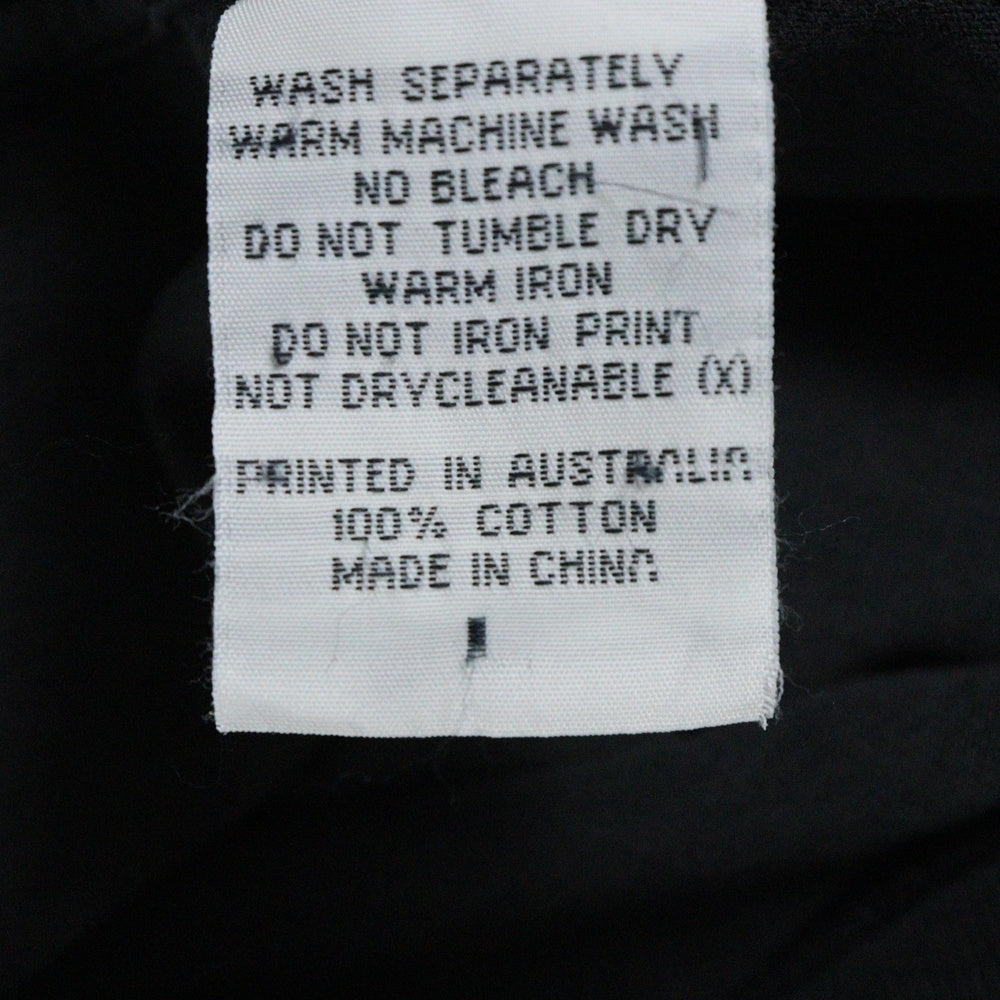 WASH SEPARATELY
WARM MACHINE WASH
NO BLEACH
DO NOT TUMBLE DRY
WARM IRON
DO NOT IRON PRINT
NOT DRYCLEANABLE (X)
PRINTED IN AUSTRALIA
100% COTTON
MADE IN CHINA